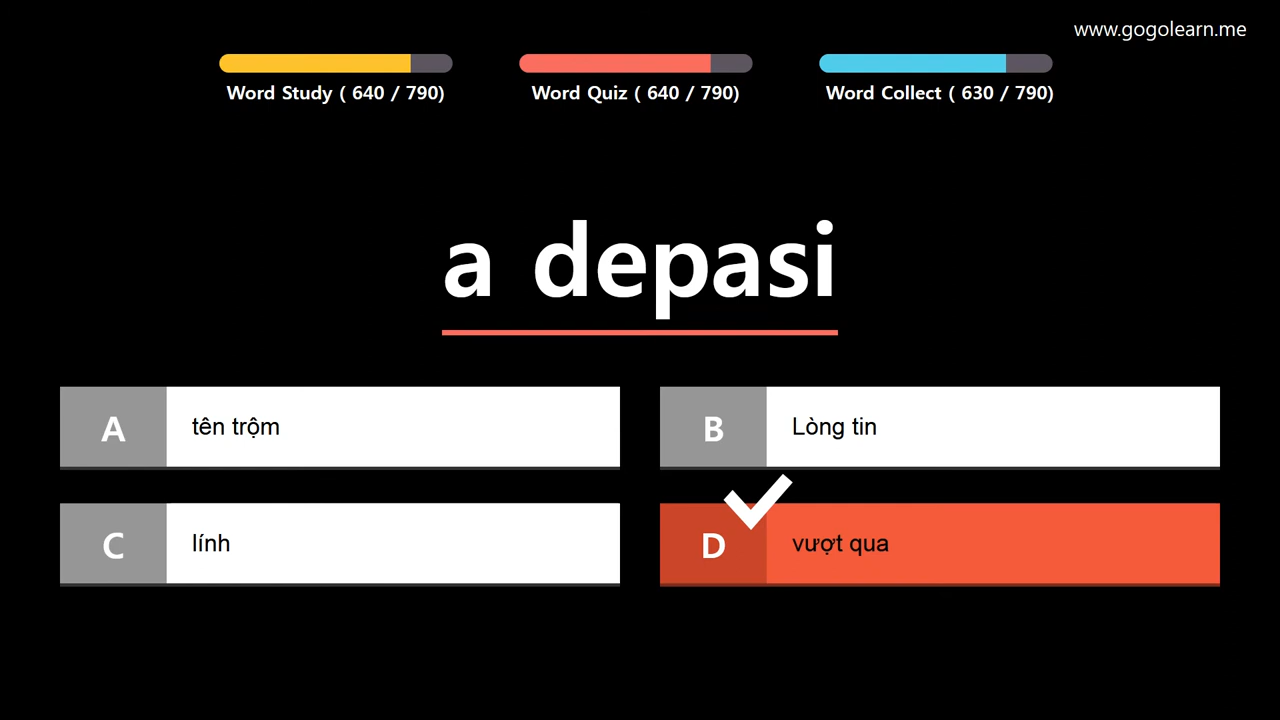 www.gogolearn.me
Word Study ( 640 / 790)
Word Quiz ( 640 / 790)
Word Collect ( 630 / 790)
a depasi
A tên trộm
B Lòng tin
C lính
D vượt qua